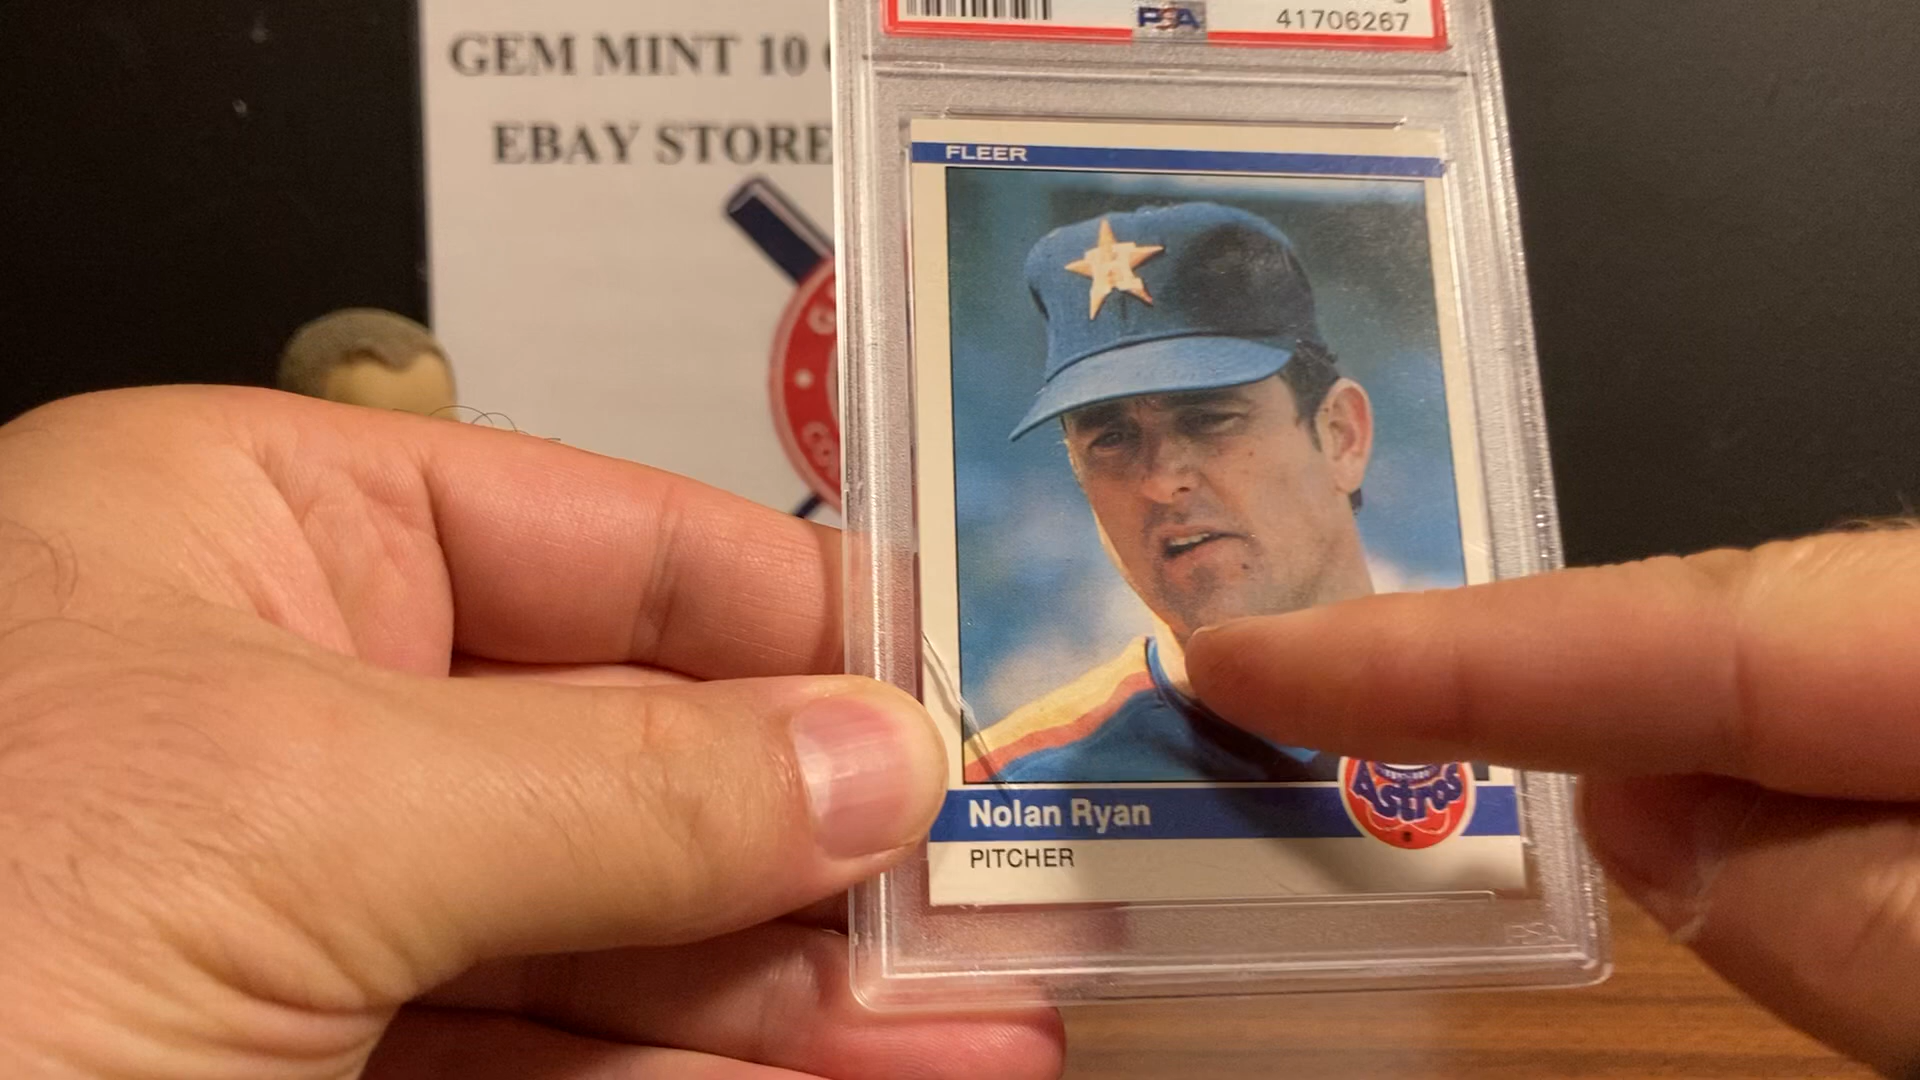 GEM MINT 10
EBAY STORE
PSA
41706267
FLEER
H
Astros
Nolan Ryan
PITCHER